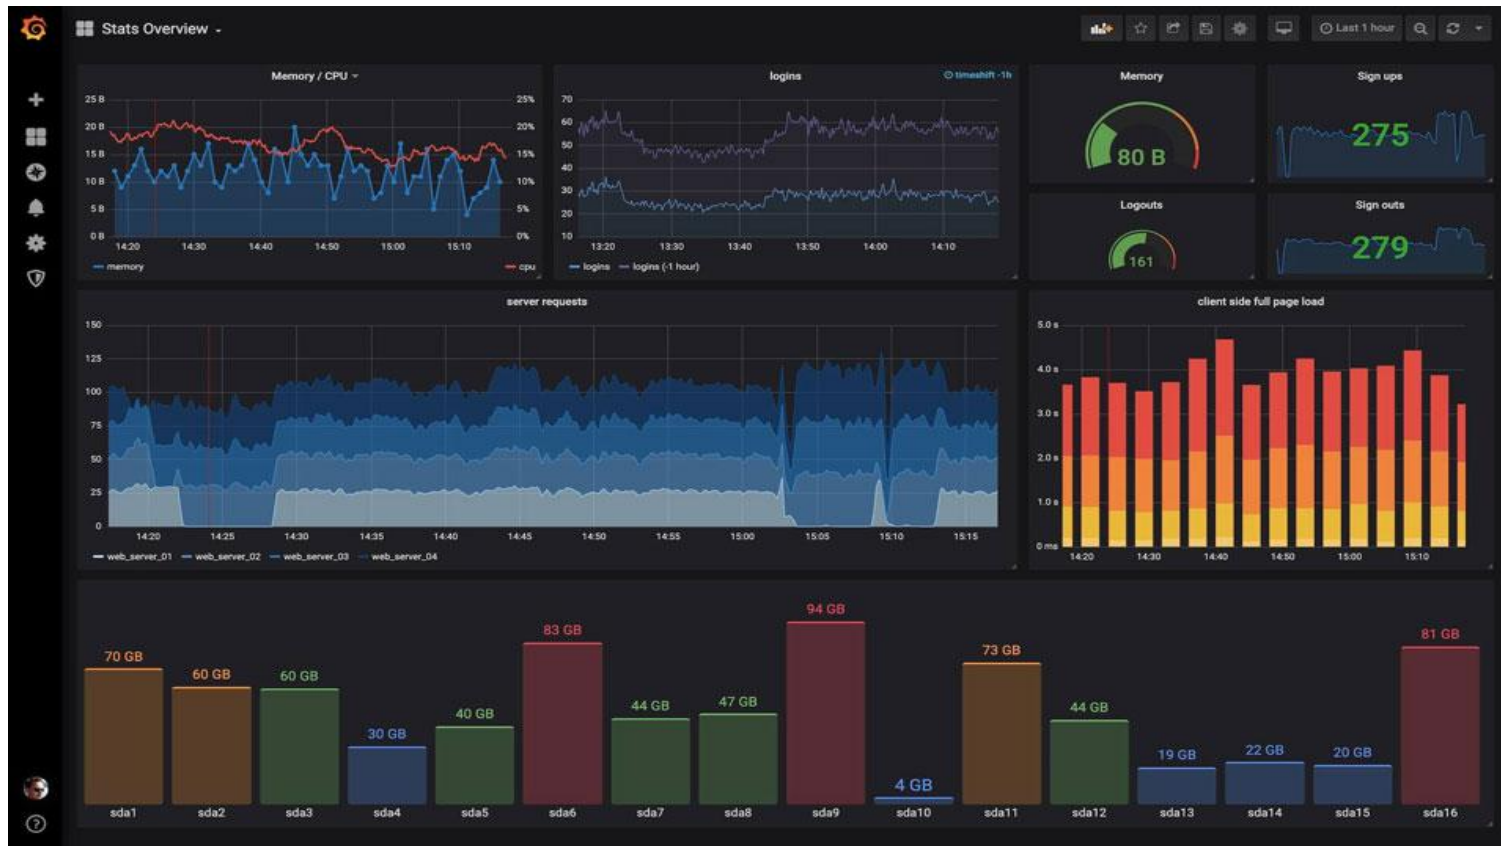 Stats Overview
Last 1 hour
Memory / CPU
25 B
20 B
15 B
10 B
5 B
0 B
25%
20%
15%
10%
5%
0%
14:20 14:30 14:40 14:50 15:00 15:10
memory cpu
logins
timeshift -1h
70
60
50
40
30
20
10
13:20 13:30 13:40 13:50 14:00 14:10
logins logins (-1 hour)
Memory
80 B
Sign ups
275
Logouts
161
Sign outs
279
server requests
150
125
100
75
50
25
0
14:20 14:25 14:30 14:35 14:40 14:45 14:50 14:55 15:00 15:05 15:10 15:15
web_server_01 web_server_02 web_server_03 web_server_04
client side full page load
5.0 s
4.0 s
3.0 s
2.0 s
1.0 s
0 ms
14:20 14:30 14:40 14:50 15:00 15:10
70 GB 60 GB 60 GB 30 GB 40 GB 83 GB 44 GB 47 GB 94 GB 4 GB 73 GB 44 GB 19 GB 22 GB 20 GB 81 GB
sda1 sda2 sda3 sda4 sda5 sda6 sda7 sda8 sda9 sda10 sda11 sda12 sda13 sda14 sda15 sda16